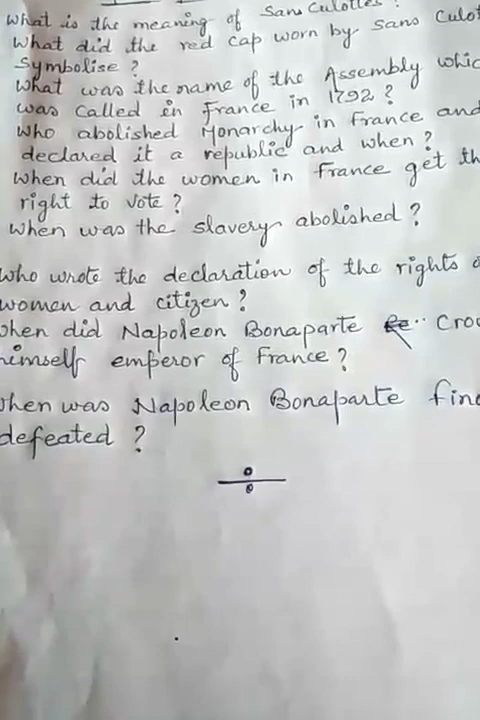 What is the meaning of Sans Culottes?
What did the red cap worn by Sans Culot
Symbolise?
What was the name of the Assembly whic
was called in France in 1792?
Who abolished Monarchy in France and
declared it a republic and when?
When did the women in France get th
right to vote?
When was the slavery abolished?
Who wrote the declaration of the rights o
women and citizen?
When did Napoleon Bonaparte Crow
himself emperor of France?
When was Napoleon Bonaparte fina
defeated?